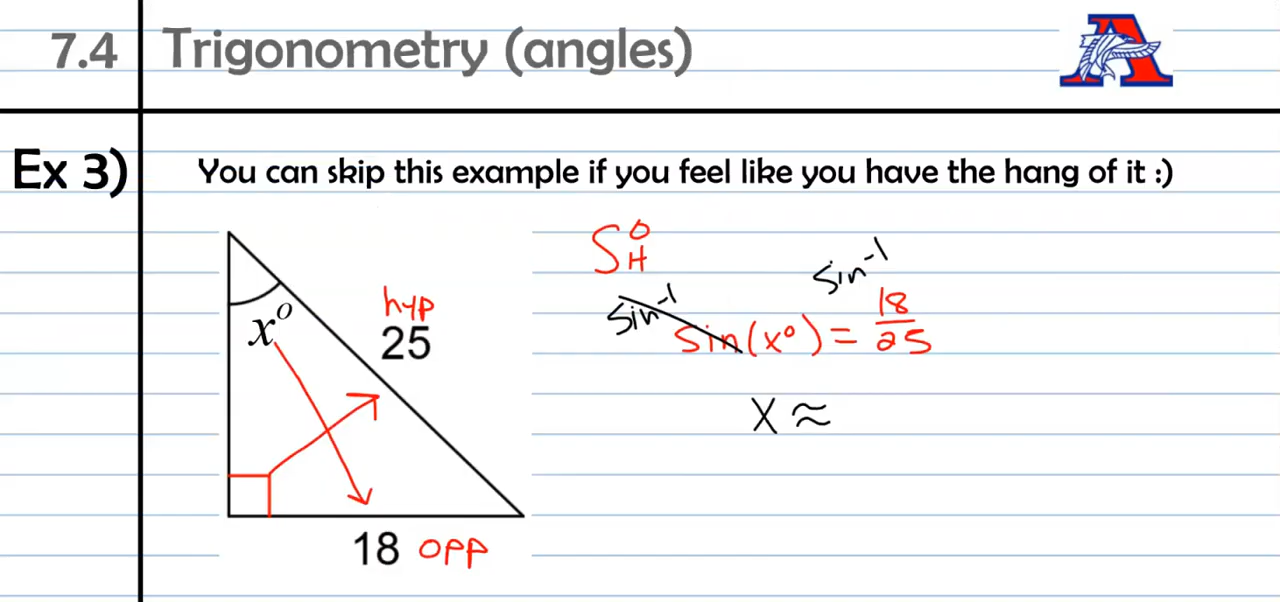 7.4 Trigonometry (angles)
A
Ex 3) You can skip this example if you feel like you have the hang of it :)
S O/H
sin⁻¹ sin(x°) = sin⁻¹ 18/25
x ≈
x°
hyp
25
18 opp